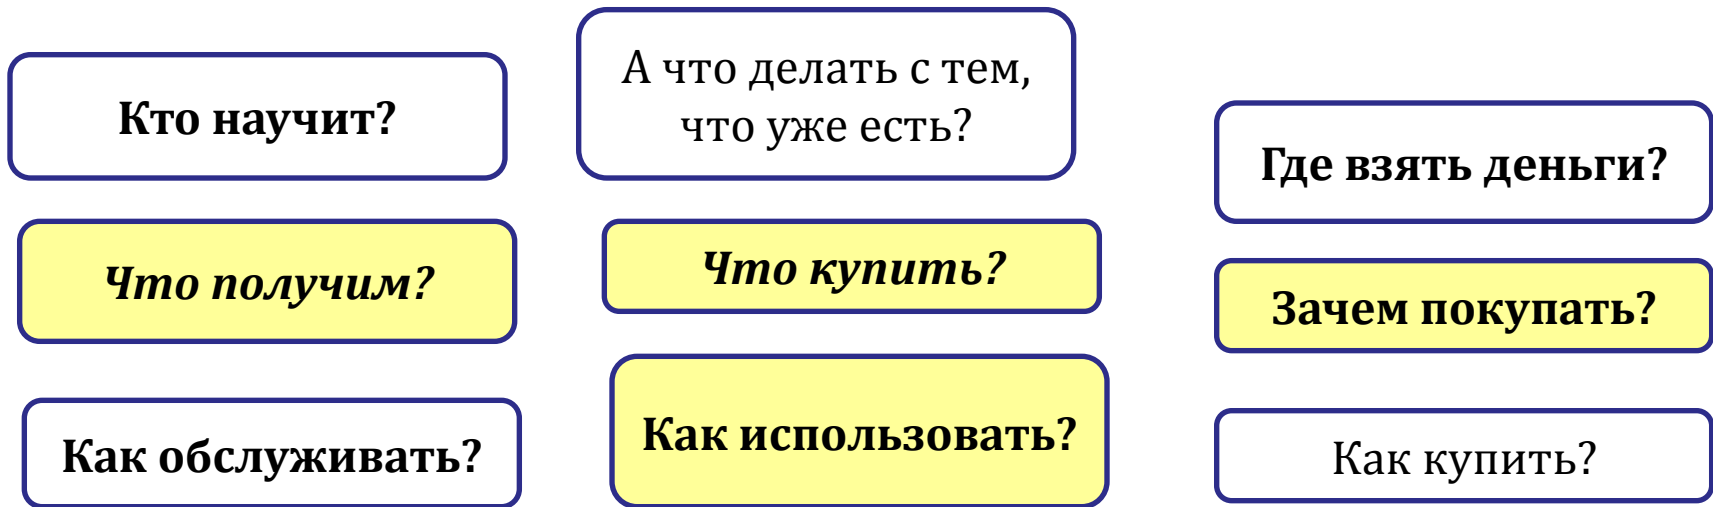 Кто научит?
А что делать с тем,
что уже есть?
Где взять деньги?
Что получим?
Что купить?
Зачем покупать?
Как обслуживать?
Как использовать?
Как купить?